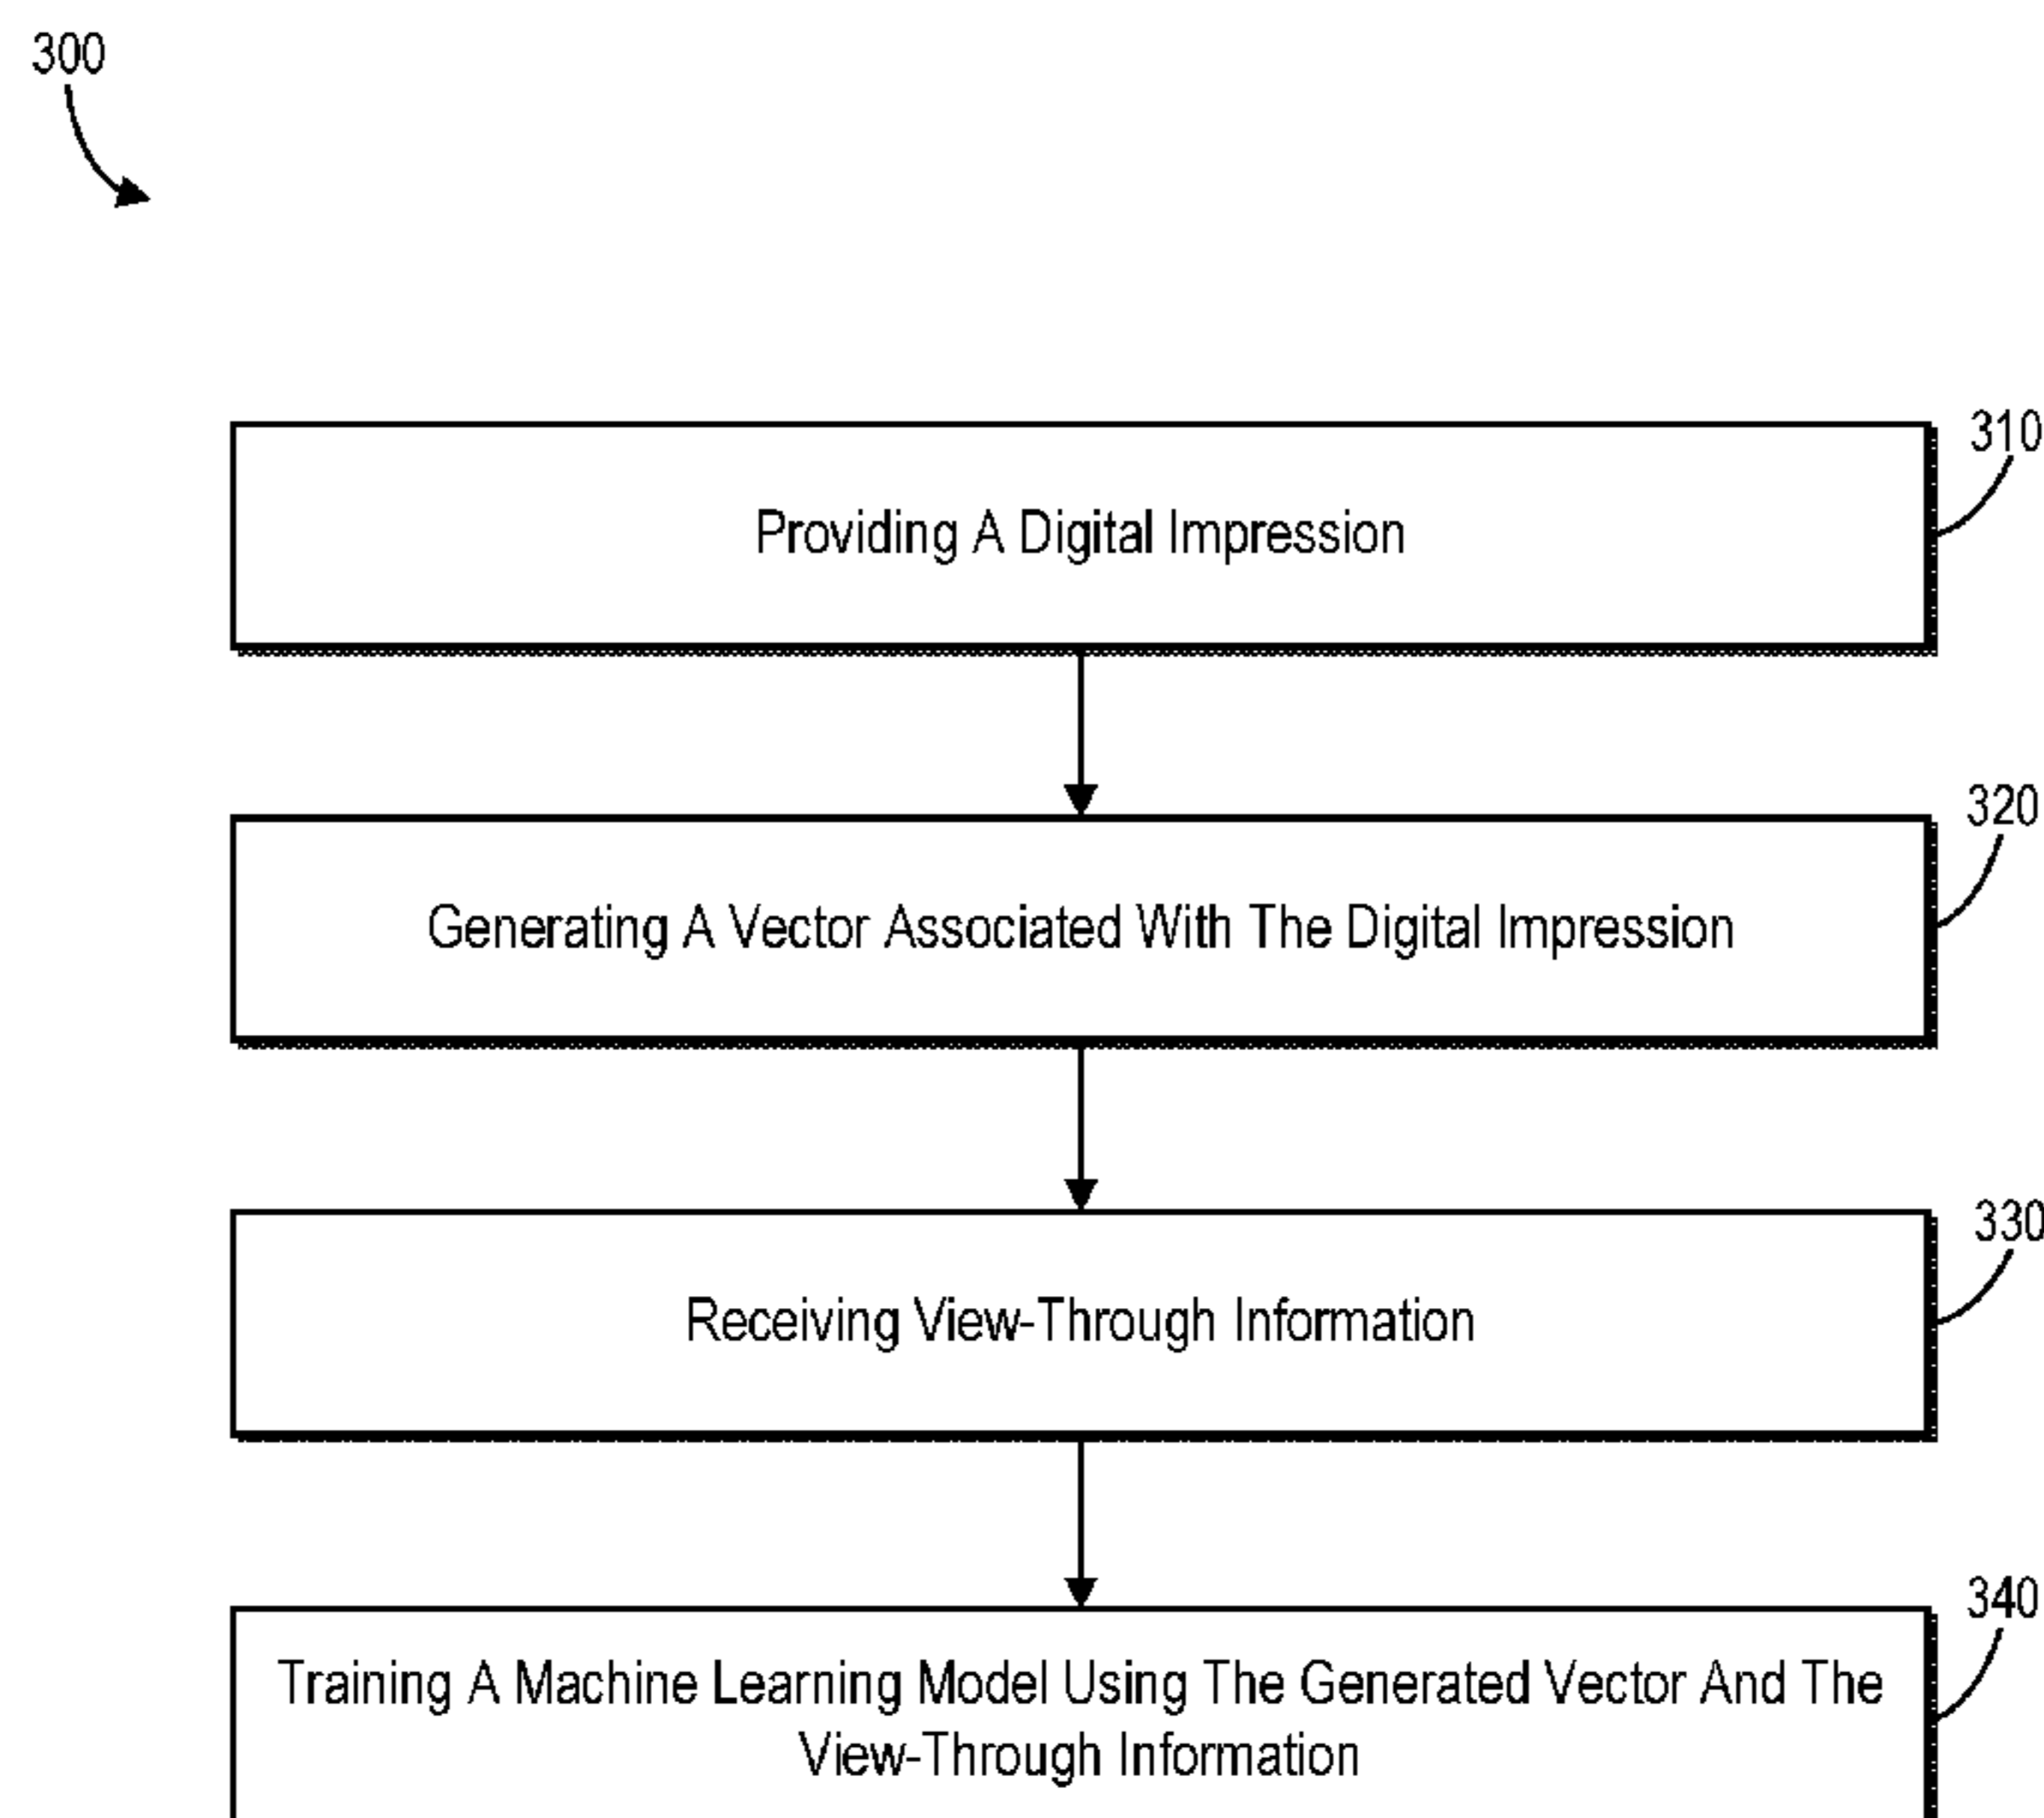 300
310
Providing A Digital Impression
320
Generating A Vector Associated With The Digital Impression
330
Receiving View-Through Information
340
Training A Machine Learning Model Using The Generated Vector And The
View-Through Information